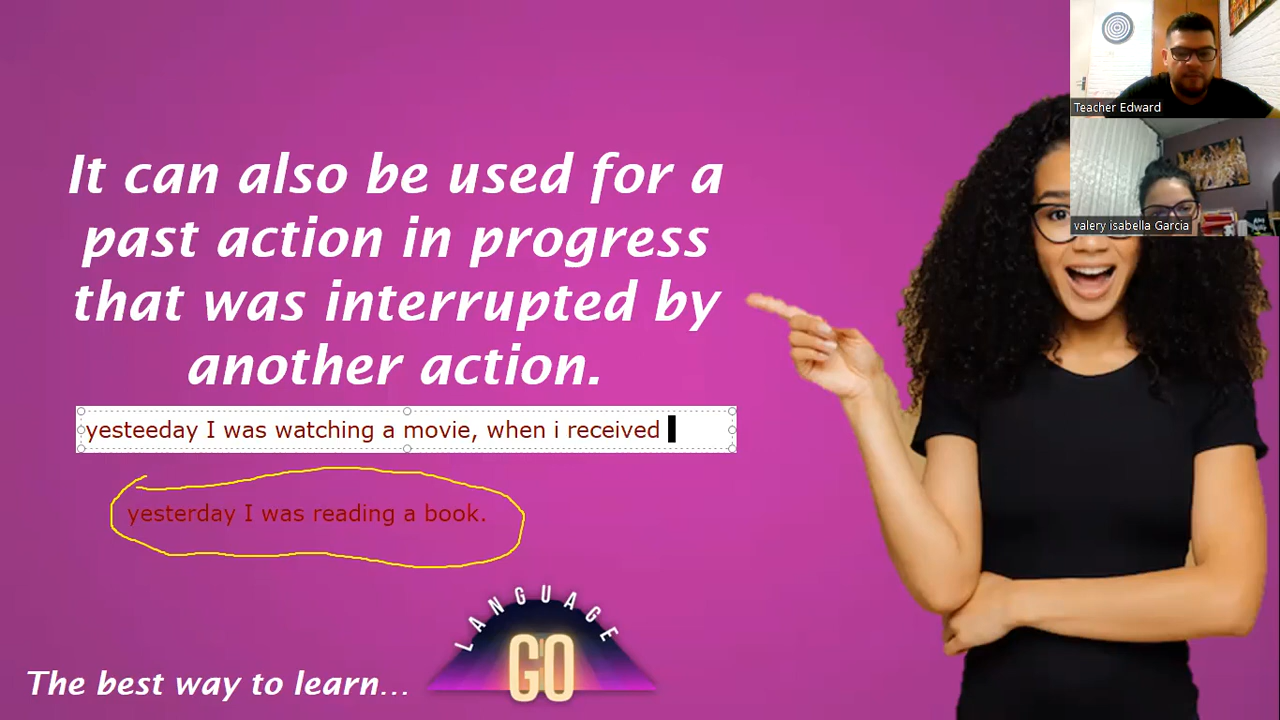 Teacher Edward
valery isabella Garcia
It can also be used for a
past action in progress
that was interrupted by
another action.
yesteeday I was watching a movie, when i received
yesterday I was reading a book.
LANGUAGE
GO
The best way to learn...